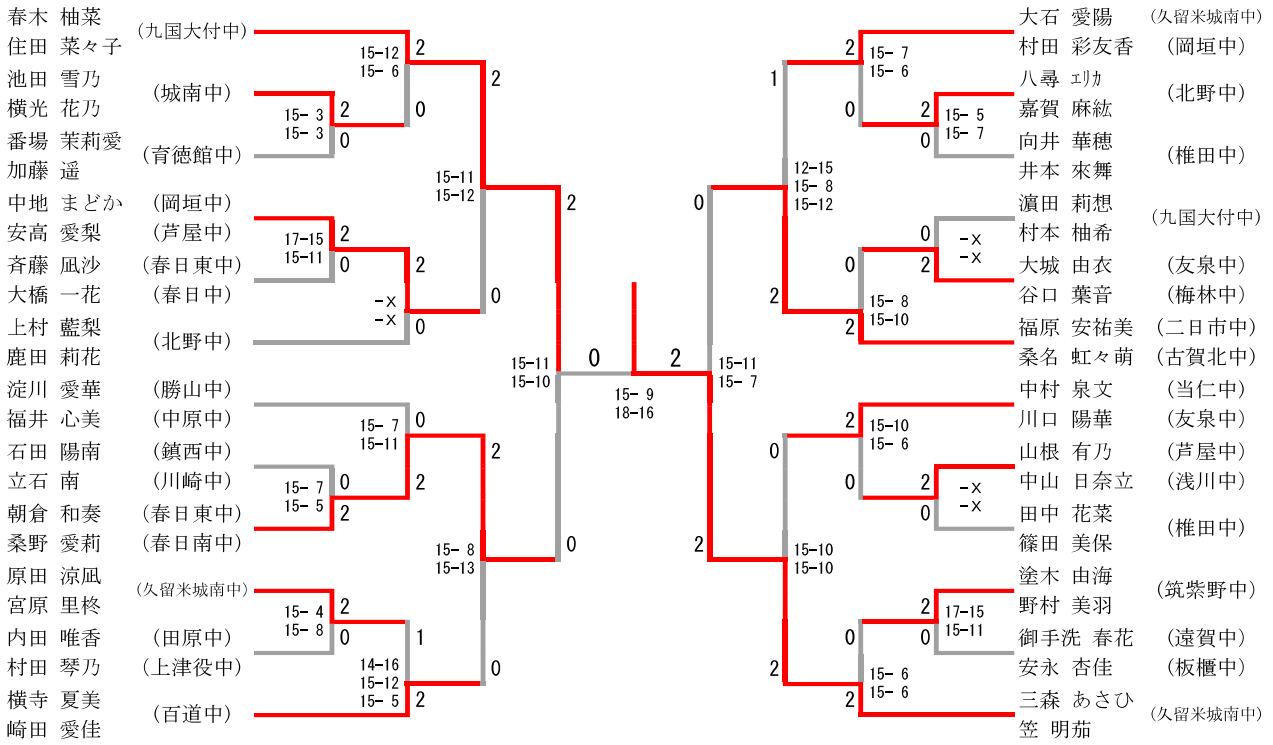 春木 柚菜
(九国大付中)
住田 菜々子
池田 雪乃
(城南中)
横光 花乃
番場 茉莉愛
(育徳館中)
加藤 遥
中地 まどか (岡垣中)
安高 愛梨 (芦屋中)
斉藤 凪沙 (春日東中)
大橋 一花 (春日中)
上村 藍梨
(北野中)
鹿田 莉花
淀川 愛華 (勝山中)
福井 心美 (中原中)
石田 陽南 (鎮西中)
立石 南 (川崎中)
朝倉 和奏 (春日東中)
桑野 愛莉 (春日南中)
原田 涼凪
(久留米城南中)
宮原 里柊
内田 唯香 (田原中)
村田 琴乃 (上津役中)
横寺 夏美
(百道中)
崎田 愛佳
15-12
15- 6
2
0
15- 3
15- 3
2
0
15-11
15-12
2
0
17-15
15-11
2
0
-X
-X
2
0
15-11
15-10
2
0
15- 7
15-11
0
2
15- 7
15- 5
0
2
15- 8
15-13
2
0
15- 4
15- 8
2
0
14-16
15-12
15- 5
1
2
0 2
15- 9
18-16
15-11
15- 7
0
2
12-15
15- 8
15-12
1
2
15- 7
15- 6
2
0
15- 5
15- 7
2
0
-X
-X
0
2
15- 8
15-10
0
2
15-10
15-10
0
2
15-10
15- 6
2
0
-X
-X
2
0
17-15
15-11
2
0
15- 6
15- 6
0
2
大石 愛陽 (久留米城南中)
村田 彩友香 (岡垣中)
八尋 ｴﾘｶ
(北野中)
嘉賀 麻紘
向井 華穂
(椎田中)
井本 來舞
濵田 莉想
(九国大付中)
村本 柚希
大城 由衣 (友泉中)
谷口 葉音 (梅林中)
福原 安祐美 (二日市中)
桑名 虹々萌 (古賀北中)
中村 泉文 (当仁中)
川口 陽華 (友泉中)
山根 有乃 (芦屋中)
中山 日奈立 (浅川中)
田中 花菜
(椎田中)
篠田 美保
塗木 由海
(筑紫野中)
野村 美羽
御手洗 春花 (遠賀中)
安永 杏佳 (板櫃中)
三森 あさひ
(久留米城南中)
笠 明茄